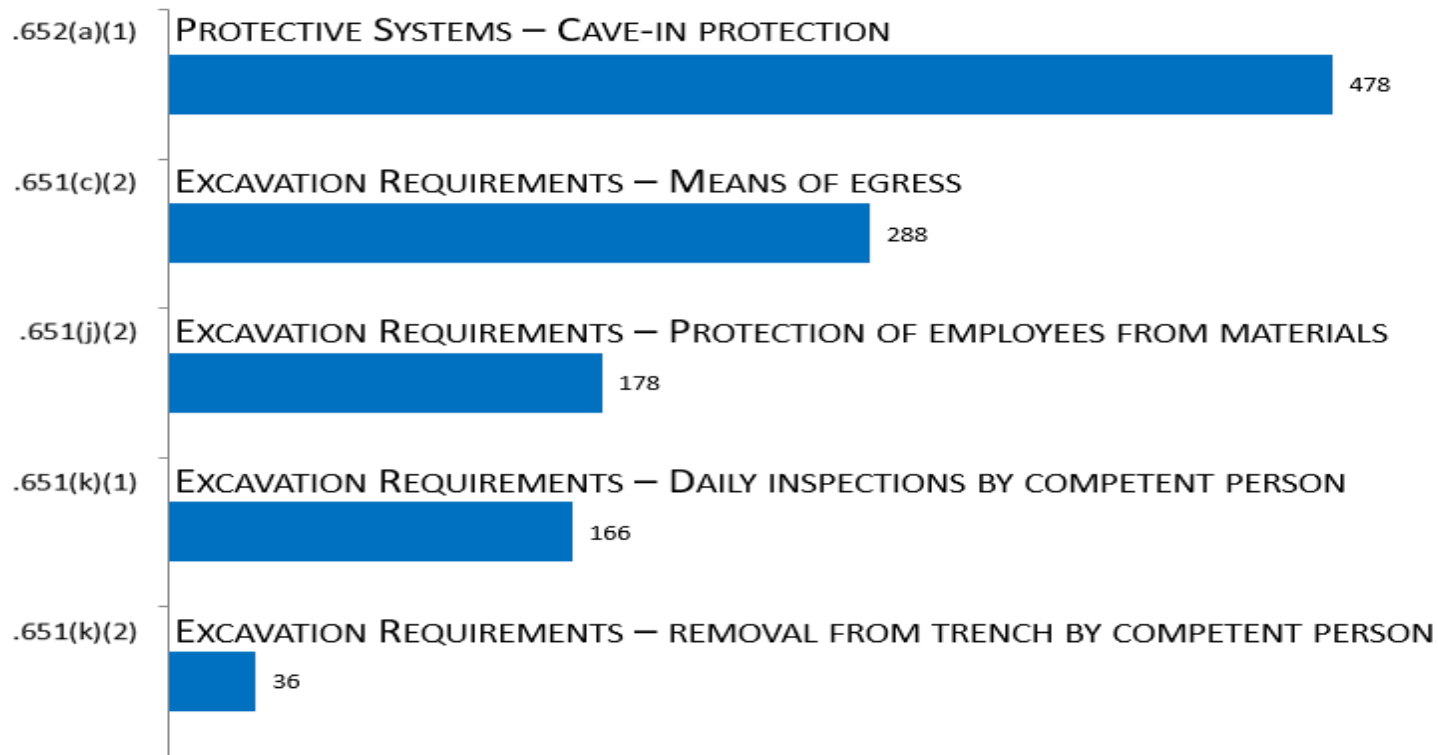 .652(a)(1) PROTECTIVE SYSTEMS – CAVE-IN PROTECTION
478
.651(c)(2) EXCAVATION REQUIREMENTS – MEANS OF EGRESS
288
.651(j)(2) EXCAVATION REQUIREMENTS – PROTECTION OF EMPLOYEES FROM MATERIALS
178
.651(k)(1) EXCAVATION REQUIREMENTS – DAILY INSPECTIONS BY COMPETENT PERSON
166
.651(k)(2) EXCAVATION REQUIREMENTS – REMOVAL FROM TRENCH BY COMPETENT PERSON
36